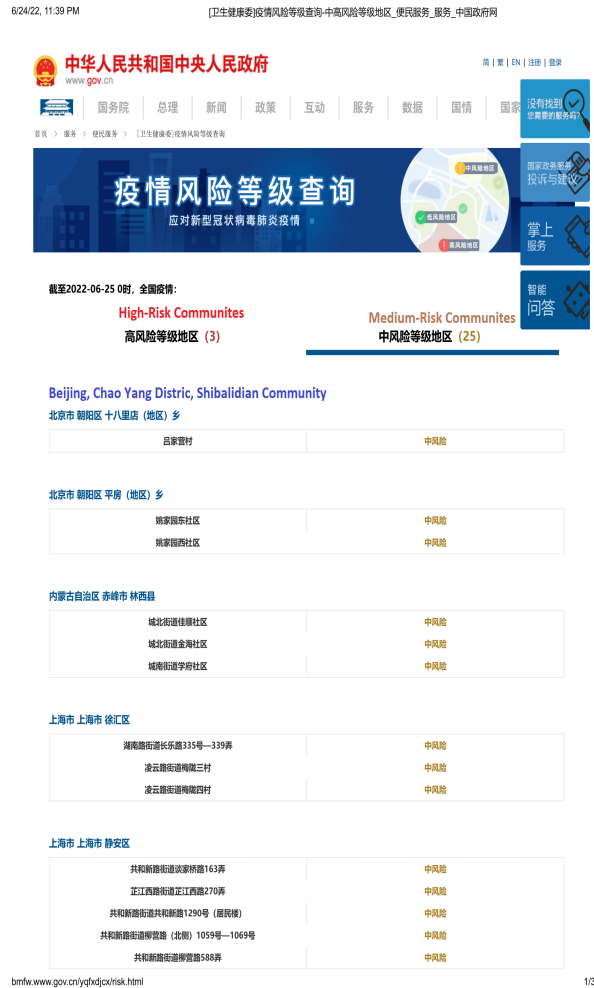 6/24/22, 11:39 PM [卫生健康委]疫情风险等级查询-中高风险等级地区_便民服务_服务_中国政府网
中华人民共和国中央人民政府
www.gov.cn
简 | 繁 | EN | 注册 | 登录
国务院 总理 新闻 政策 互动 服务 数据 国情 国家
首页 > 服务 > 便民服务 > [卫生健康委]疫情风险等级查询
没有找到
您需要的服务吗?
国家政务服务
投诉与建议
掌上
服务
智能
问答
疫情风险等级查询
应对新型冠状病毒肺炎疫情
中风险地区
低风险地区
高风险地区
截至2022-06-25 0时，全国疫情：
High-Risk Communites Medium-Risk Communites
高风险等级地区（3） 中风险等级地区（25）
Beijing, Chao Yang Distric, Shibalidian Community
北京市 朝阳区 十八里店（地区）乡
吕家营村 中风险
北京市 朝阳区 平房（地区）乡
姚家园东社区 中风险
姚家园西社区 中风险
内蒙古自治区 赤峰市 林西县
城北街道佳顺社区 中风险
城北街道金海社区 中风险
城南街道学府社区 中风险
上海市 上海市 徐汇区
湖南路街道长乐路335号—339弄 中风险
凌云路街道梅陇三村 中风险
凌云路街道梅陇四村 中风险
上海市 上海市 静安区
共和新路街道谈家桥路163弄 中风险
芷江西路街道芷江西路270弄 中风险
共和新路街道共和新路1290号（居民楼） 中风险
共和新路街道柳营路（北侧）1059号—1069号 中风险
共和新路街道柳营路588弄 中风险
bmfw.www.gov.cn/yqfxdjcx/risk.html 1/3